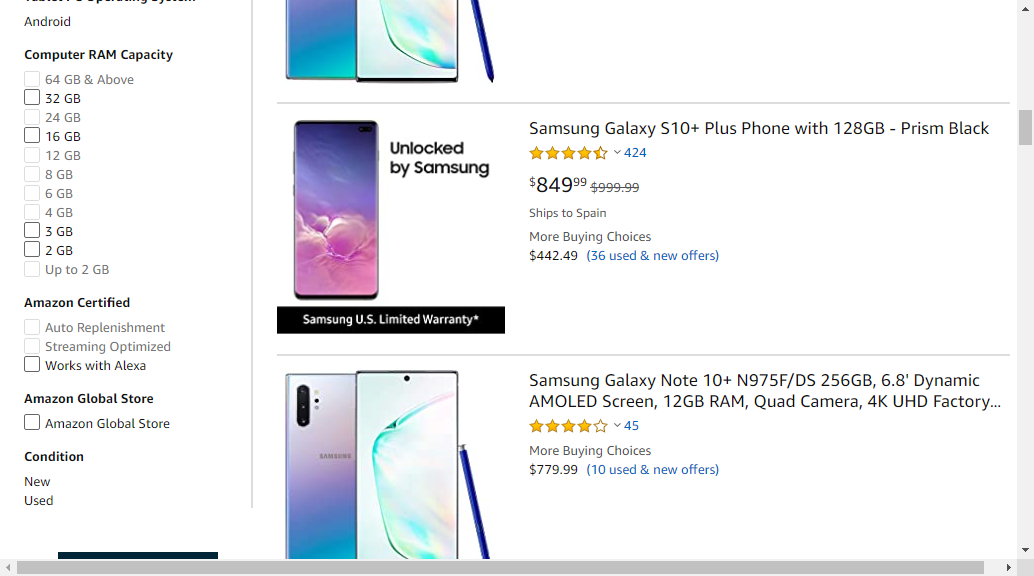 Tablet PC Operating System
Android
Computer RAM Capacity
64 GB & Above
32 GB
24 GB
16 GB
12 GB
8 GB
6 GB
4 GB
3 GB
2 GB
Up to 2 GB
Amazon Certified
Auto Replenishment
Streaming Optimized
Works with Alexa
Amazon Global Store
Amazon Global Store
Condition
New
Used
Unlocked
by Samsung
Samsung U.S. Limited Warranty*
Samsung Galaxy S10+ Plus Phone with 128GB - Prism Black
424
$84999 $999.99
Ships to Spain
More Buying Choices
$442.49 (36 used & new offers)
SAMSUNG
Samsung Galaxy Note 10+ N975F/DS 256GB, 6.8' Dynamic
AMOLED Screen, 12GB RAM, Quad Camera, 4K UHD Factory...
45
More Buying Choices
$779.99 (10 used & new offers)